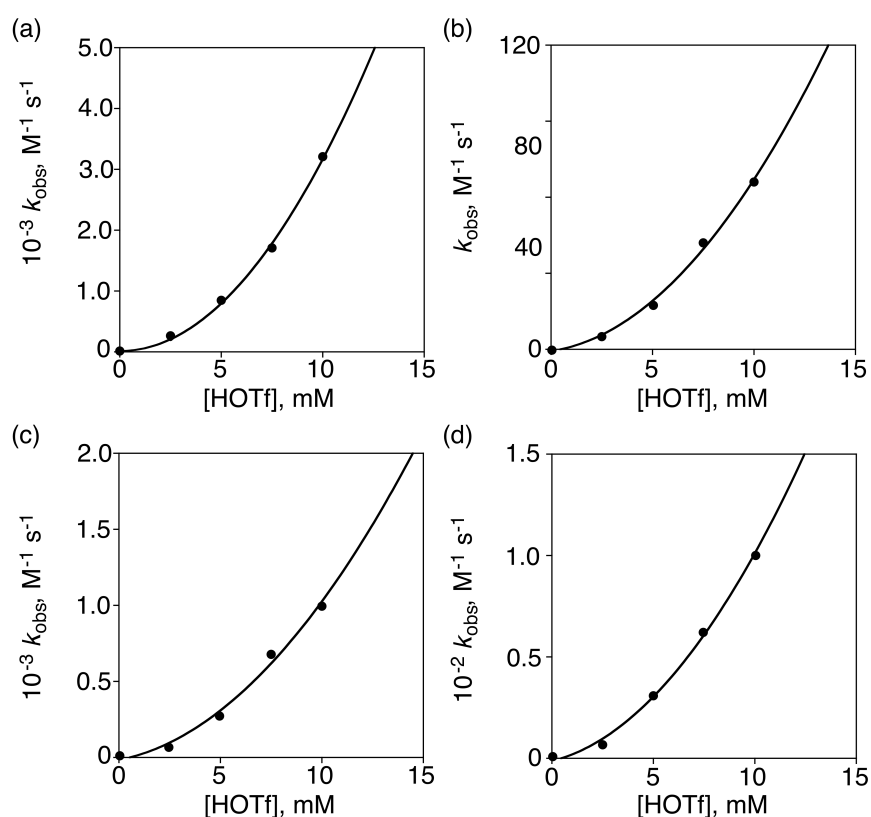 (a)
10⁻³ kobs, M⁻¹ s⁻¹
5.0
4.0
3.0
2.0
1.0
0
0 5 10 15
[HOTf], mM
(b)
kobs, M⁻¹ s⁻¹
120
80
40
0
0 5 10 15
[HOTf], mM
(c)
10⁻³ kobs, M⁻¹ s⁻¹
2.0
1.5
1.0
0.5
0
0 5 10 15
[HOTf], mM
(d)
10⁻² kobs, M⁻¹ s⁻¹
1.5
1.0
0.5
0
0 5 10 15
[HOTf], mM